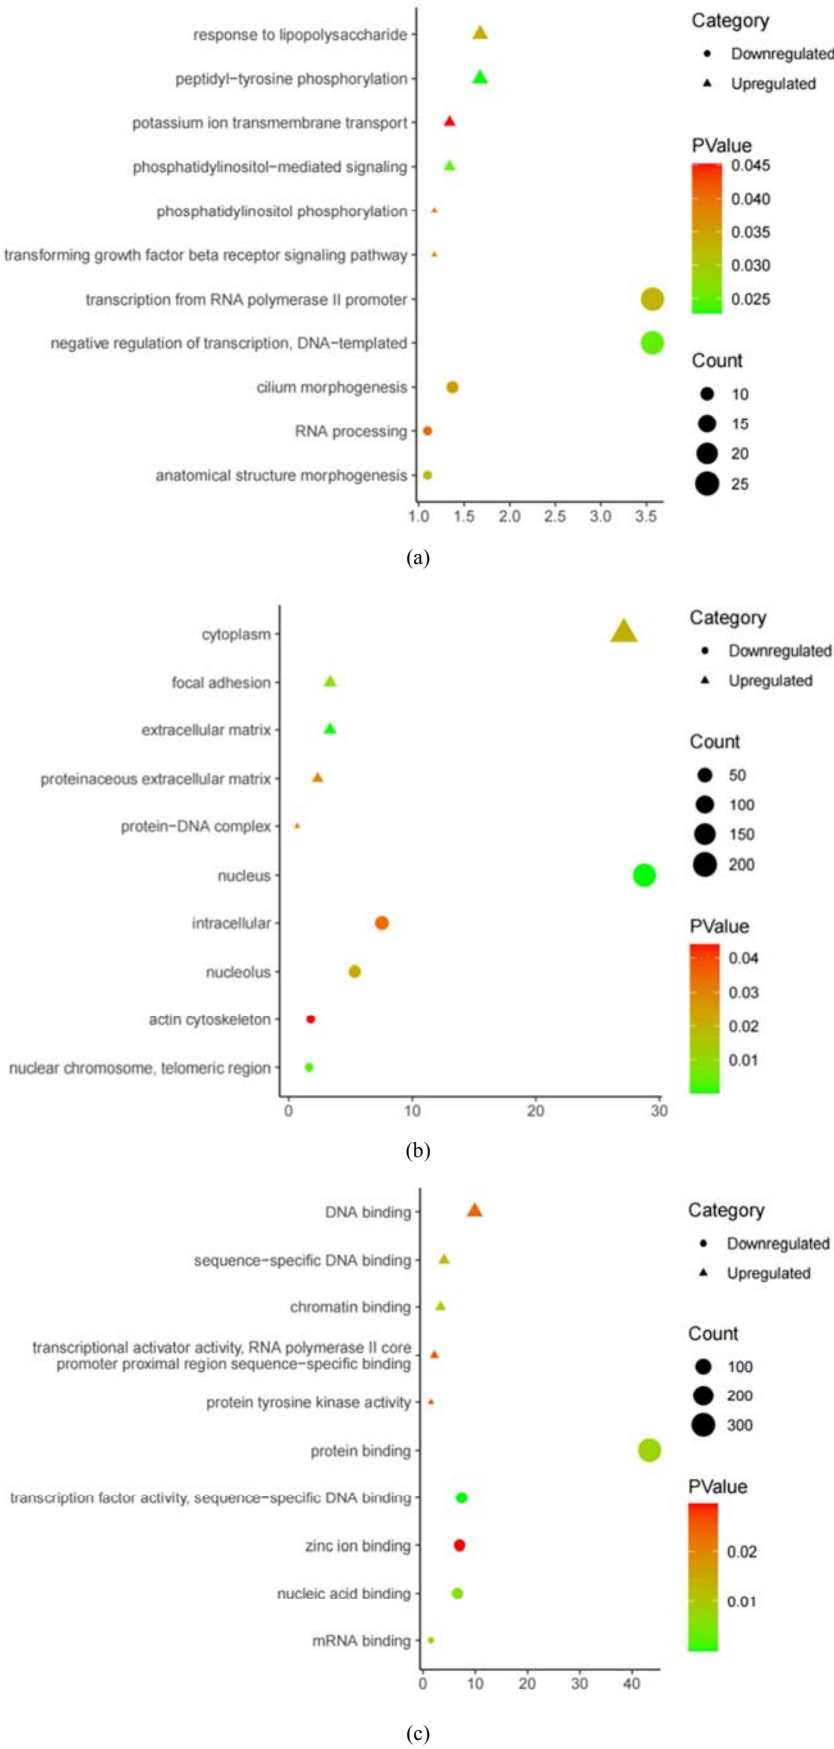 response to lipopolysaccharide
peptidyl−tyrosine phosphorylation
potassium ion transmembrane transport
phosphatidylinositol−mediated signaling
phosphatidylinositol phosphorylation
transforming growth factor beta receptor signaling pathway
transcription from RNA polymerase II promoter
negative regulation of transcription, DNA−templated
cilium morphogenesis
RNA processing
anatomical structure morphogenesis
1.0 1.5 2.0 2.5 3.0 3.5
Category
Downregulated
Upregulated
PValue
0.045
0.040
0.035
0.030
0.025
Count
10
15
20
25
(a)
cytoplasm
focal adhesion
extracellular matrix
proteinaceous extracellular matrix
protein−DNA complex
nucleus
intracellular
nucleolus
actin cytoskeleton
nuclear chromosome, telomeric region
0 10 20 30
Category
Downregulated
Upregulated
Count
50
100
150
200
PValue
0.04
0.03
0.02
0.01
(b)
DNA binding
sequence−specific DNA binding
chromatin binding
transcriptional activator activity, RNA polymerase II core
promoter proximal region sequence−specific binding
protein tyrosine kinase activity
protein binding
transcription factor activity, sequence−specific DNA binding
zinc ion binding
nucleic acid binding
mRNA binding
0 10 20 30 40
Category
Downregulated
Upregulated
Count
100
200
300
PValue
0.02
0.01
(c)